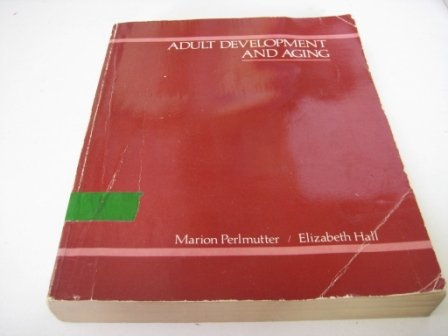 ADULT DEVELOPMENT
AND AGING
Marion Perlmutter / Elizabeth Hall